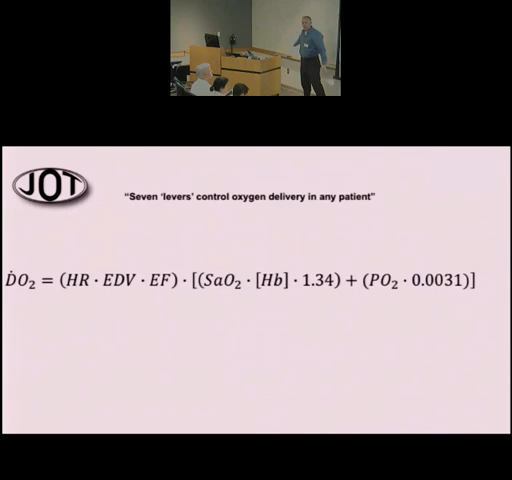 JOT
"Seven 'levers' control oxygen delivery in any patient"
ḊO₂ = (HR · EDV · EF) · [(SaO₂ · [Hb] · 1.34) + (PO₂ · 0.0031)]